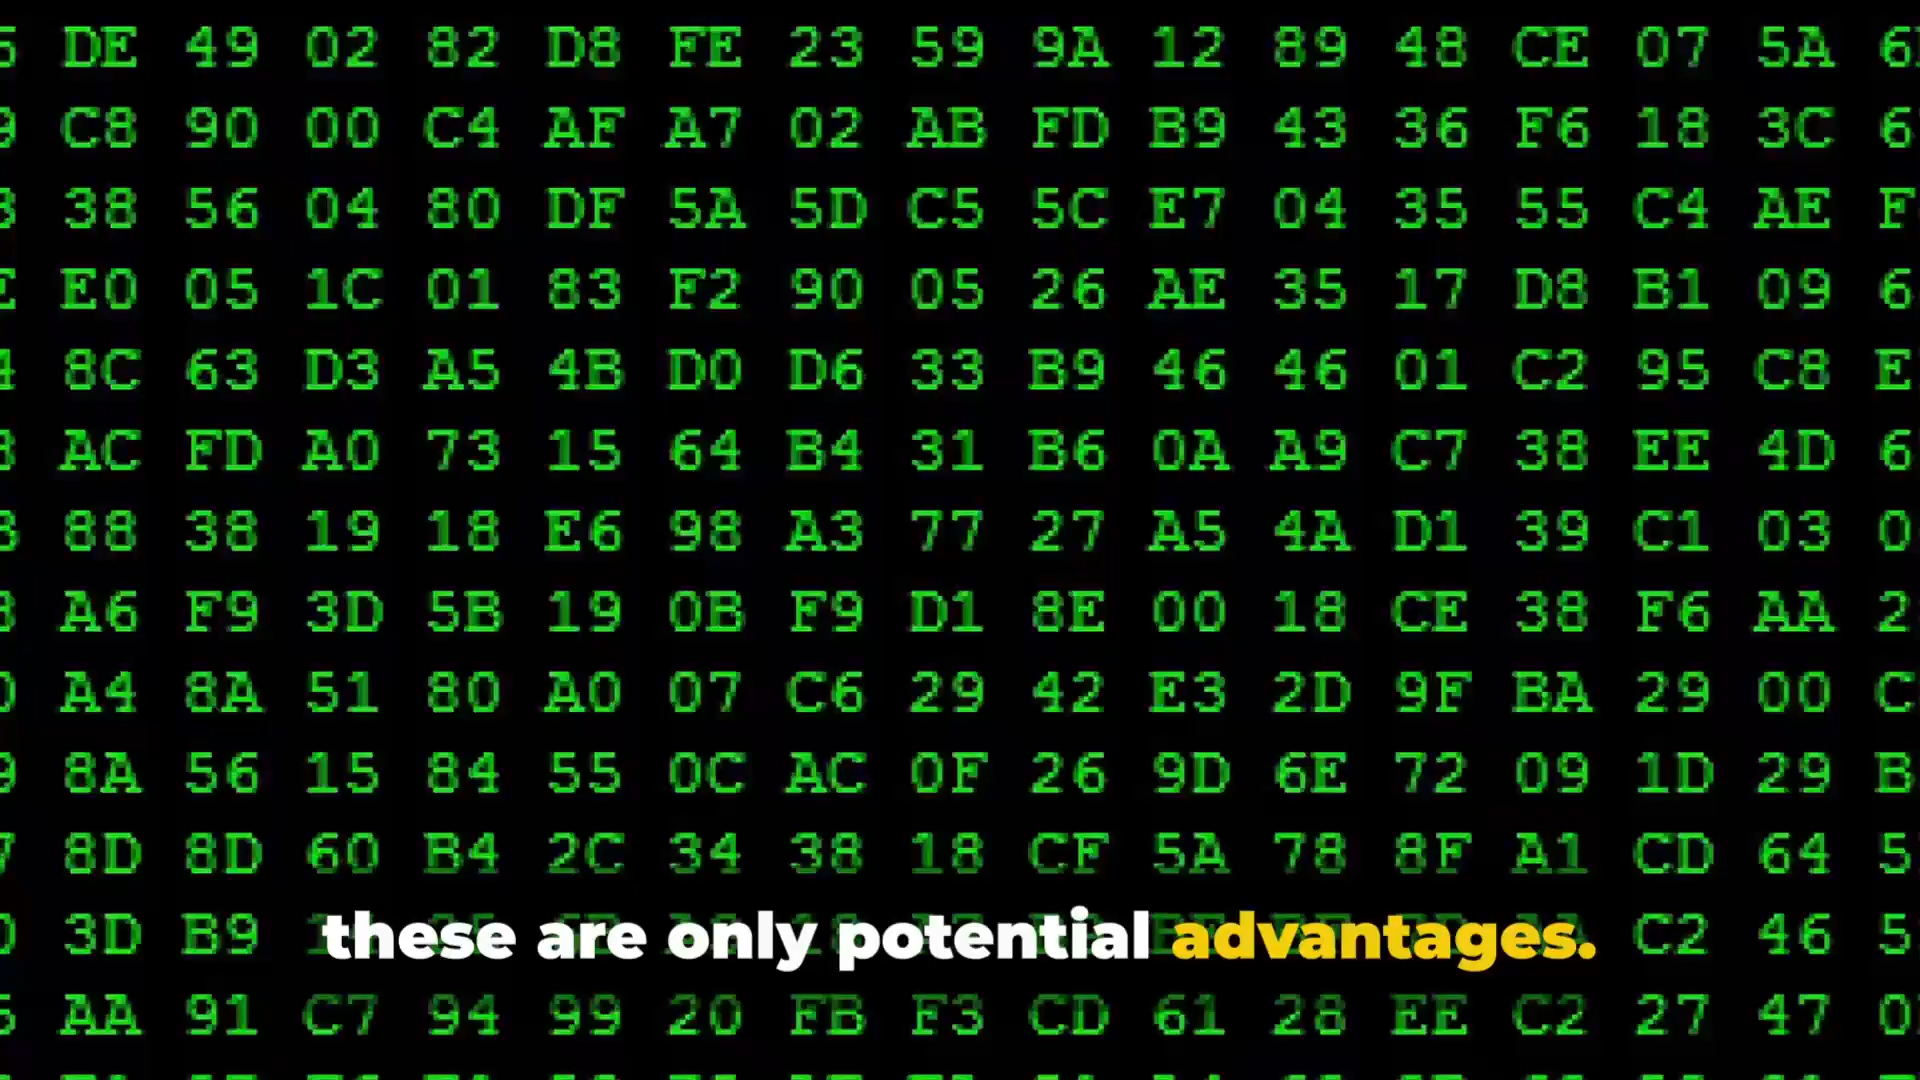 DE 49 02 82 D8 FE 23 59 9A 12 89 48 CE 07 5A
C8 90 00 C4 AF A7 02 AB FD B9 43 36 F6 18 3C
38 56 04 80 DF 5A 5D C5 5C E7 04 35 55 C4 AE
E0 05 1C 01 83 F2 90 05 26 AE 35 17 D8 B1 09
8C 63 D3 A5 4B D0 D6 33 B9 46 46 01 C2 95 C8
AC FD A0 73 15 64 B4 31 B6 0A A9 C7 38 EE 4D
88 38 19 18 E6 98 A3 77 27 A5 4A D1 39 C1 03
A6 F9 3D 5B 19 0B F9 D1 8E 00 18 CE 38 F6 AA
A4 8A 51 80 A0 07 C6 29 42 E3 2D 9F BA 29 00
8A 56 15 84 55 0C AC 0F 26 9D 6E 72 09 1D 29
8D 8D 60 B4 2C 34 38 18 CF 5A 78 8F A1 CD 64
3D B9 C2 46
these are only potential advantages.
AA 91 C7 94 99 20 FB F3 CD 61 28 EE C2 27 47